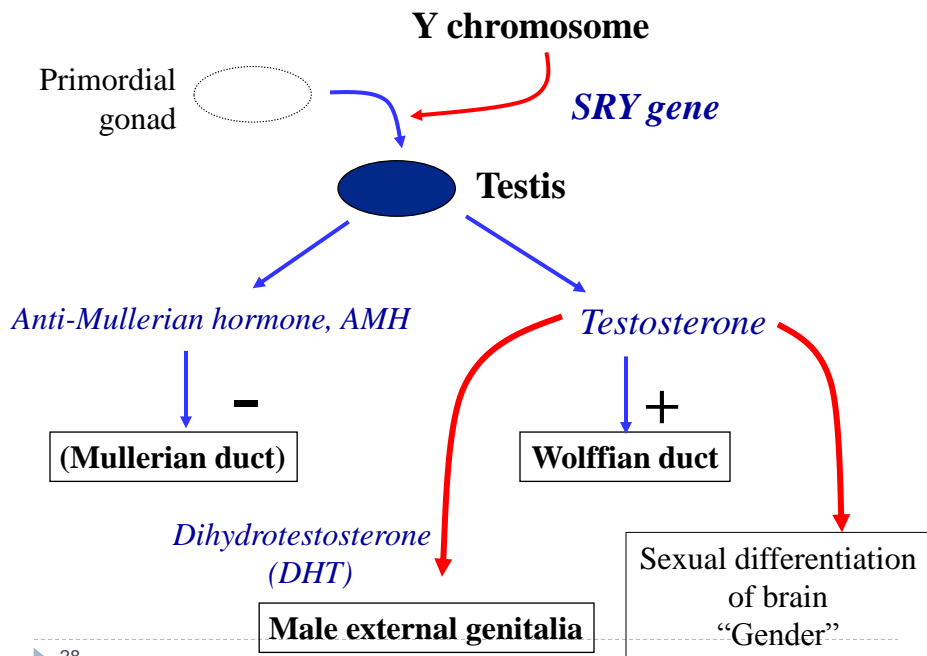 Y chromosome
Primordial
gonad
SRY gene
Testis
Anti-Mullerian hormone, AMH
Testosterone
-
+
(Mullerian duct)
Wolffian duct
Dihydrotestosterone
(DHT)
Sexual differentiation
of brain
“Gender”
Male external genitalia
28